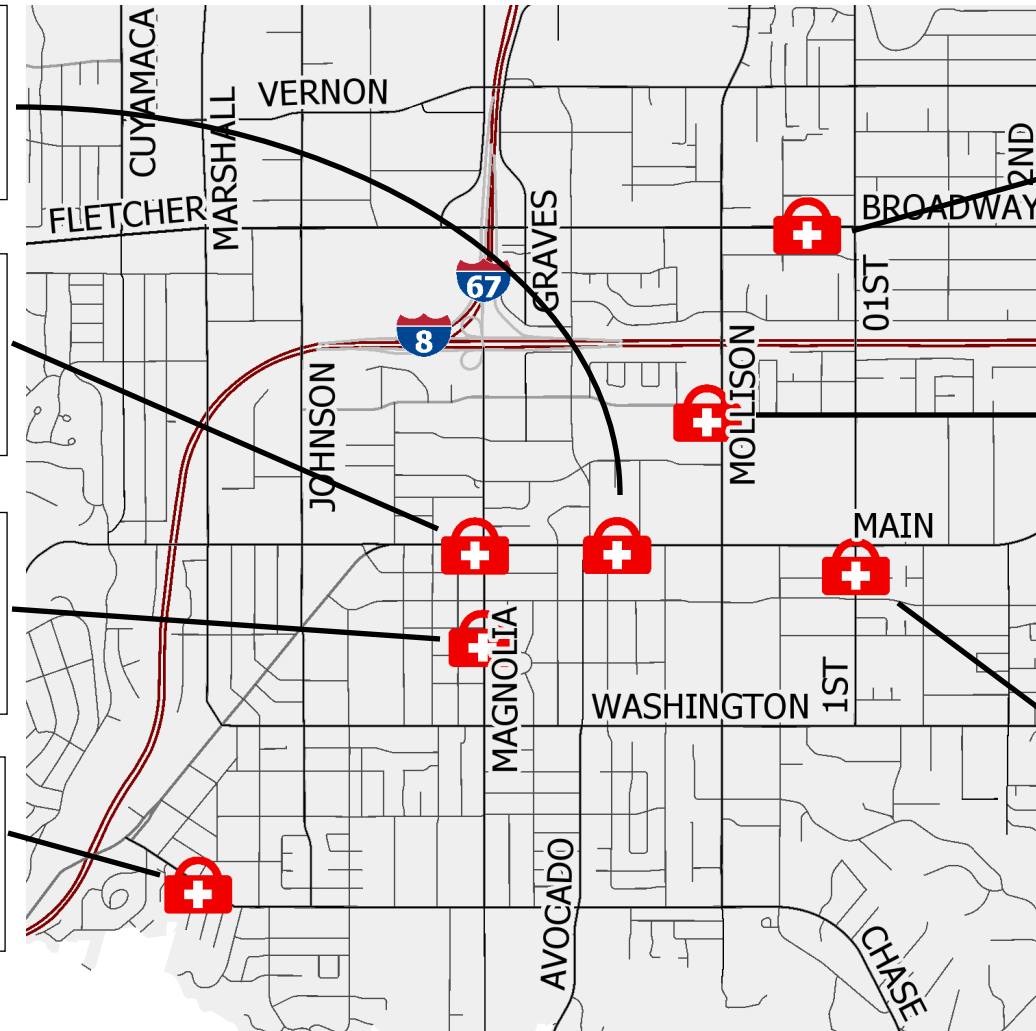 CUYAMACA
VERNON
MARSHALL
2ND
FLETCHER
BROADWAY
GRAVES
67
01ST
8
MOLLISON
JOHNSON
MAIN
MAGNOLIA
1ST
WASHINGTON
AVOCADO
CHASE